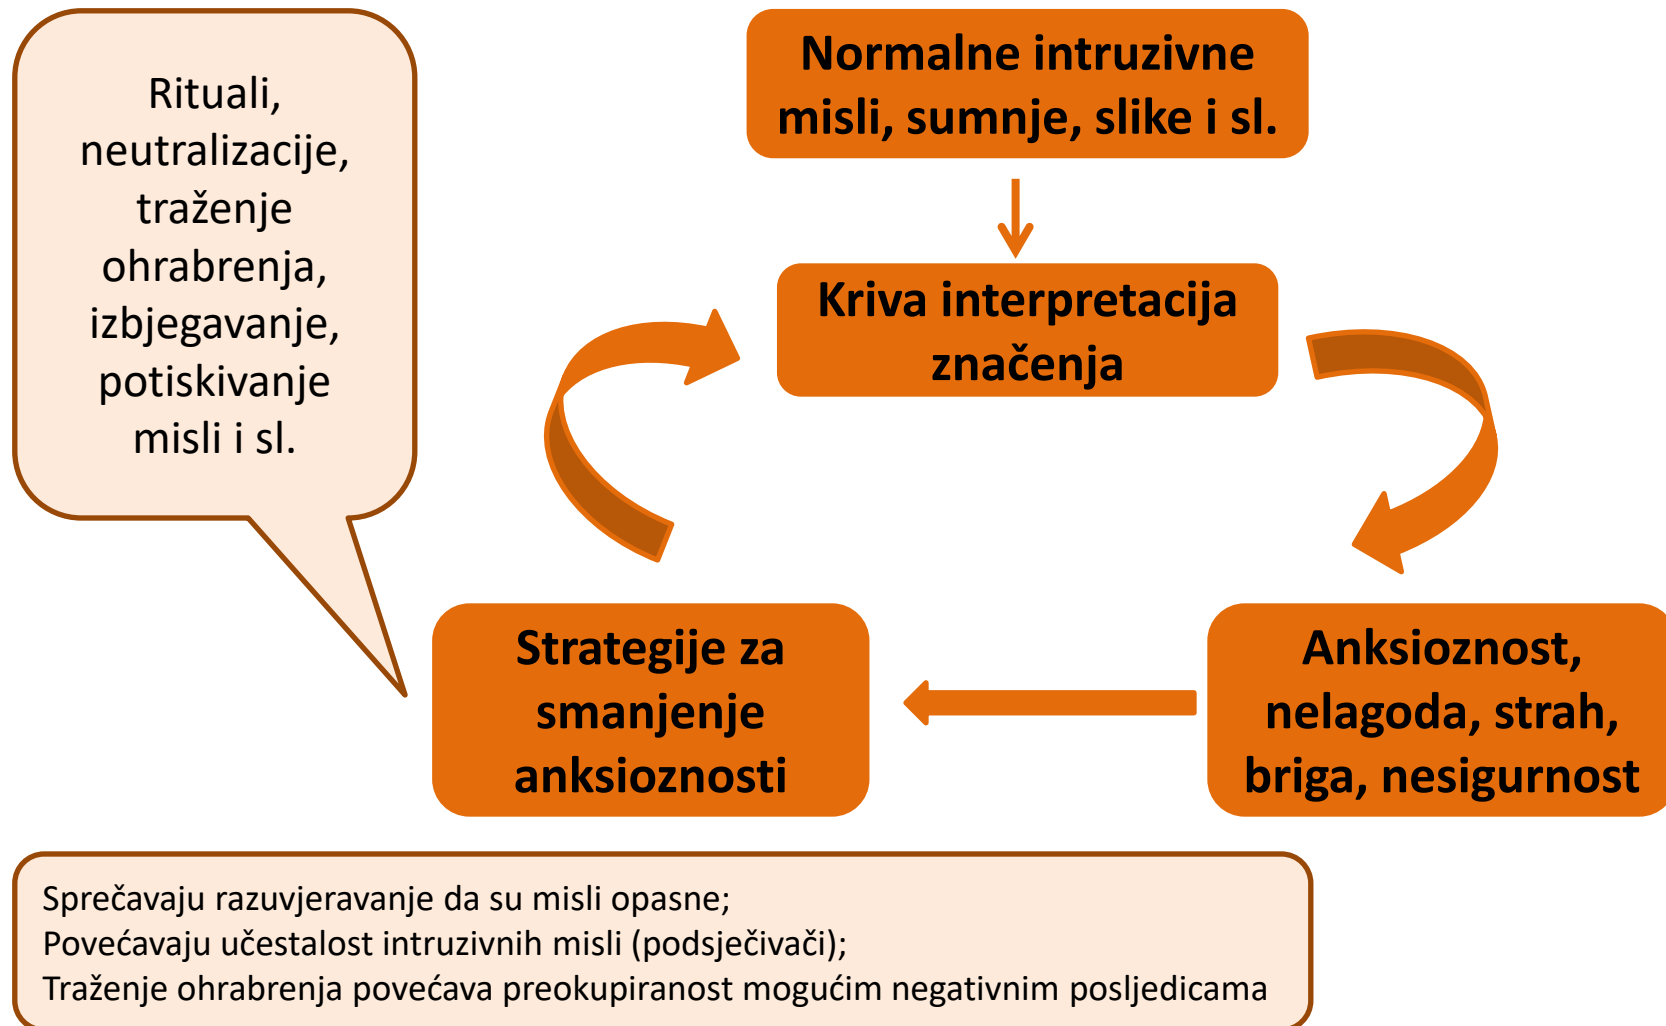 Rituali,
neutralizacije,
traženje
ohrabrenja,
izbjegavanje,
potiskivanje
misli i sl.
Normalne intruzivne
misli, sumnje, slike i sl.
Kriva interpretacija
značenja
Strategije za
smanjenje
anksioznosti
Anksioznost,
nelagoda, strah,
briga, nesigurnost
Sprečavaju razuvjeravanje da su misli opasne;
Povećavaju učestalost intruzivnih misli (podsječivači);
Traženje ohrabrenja povećava preokupiranost mogućim negativnim posljedicama